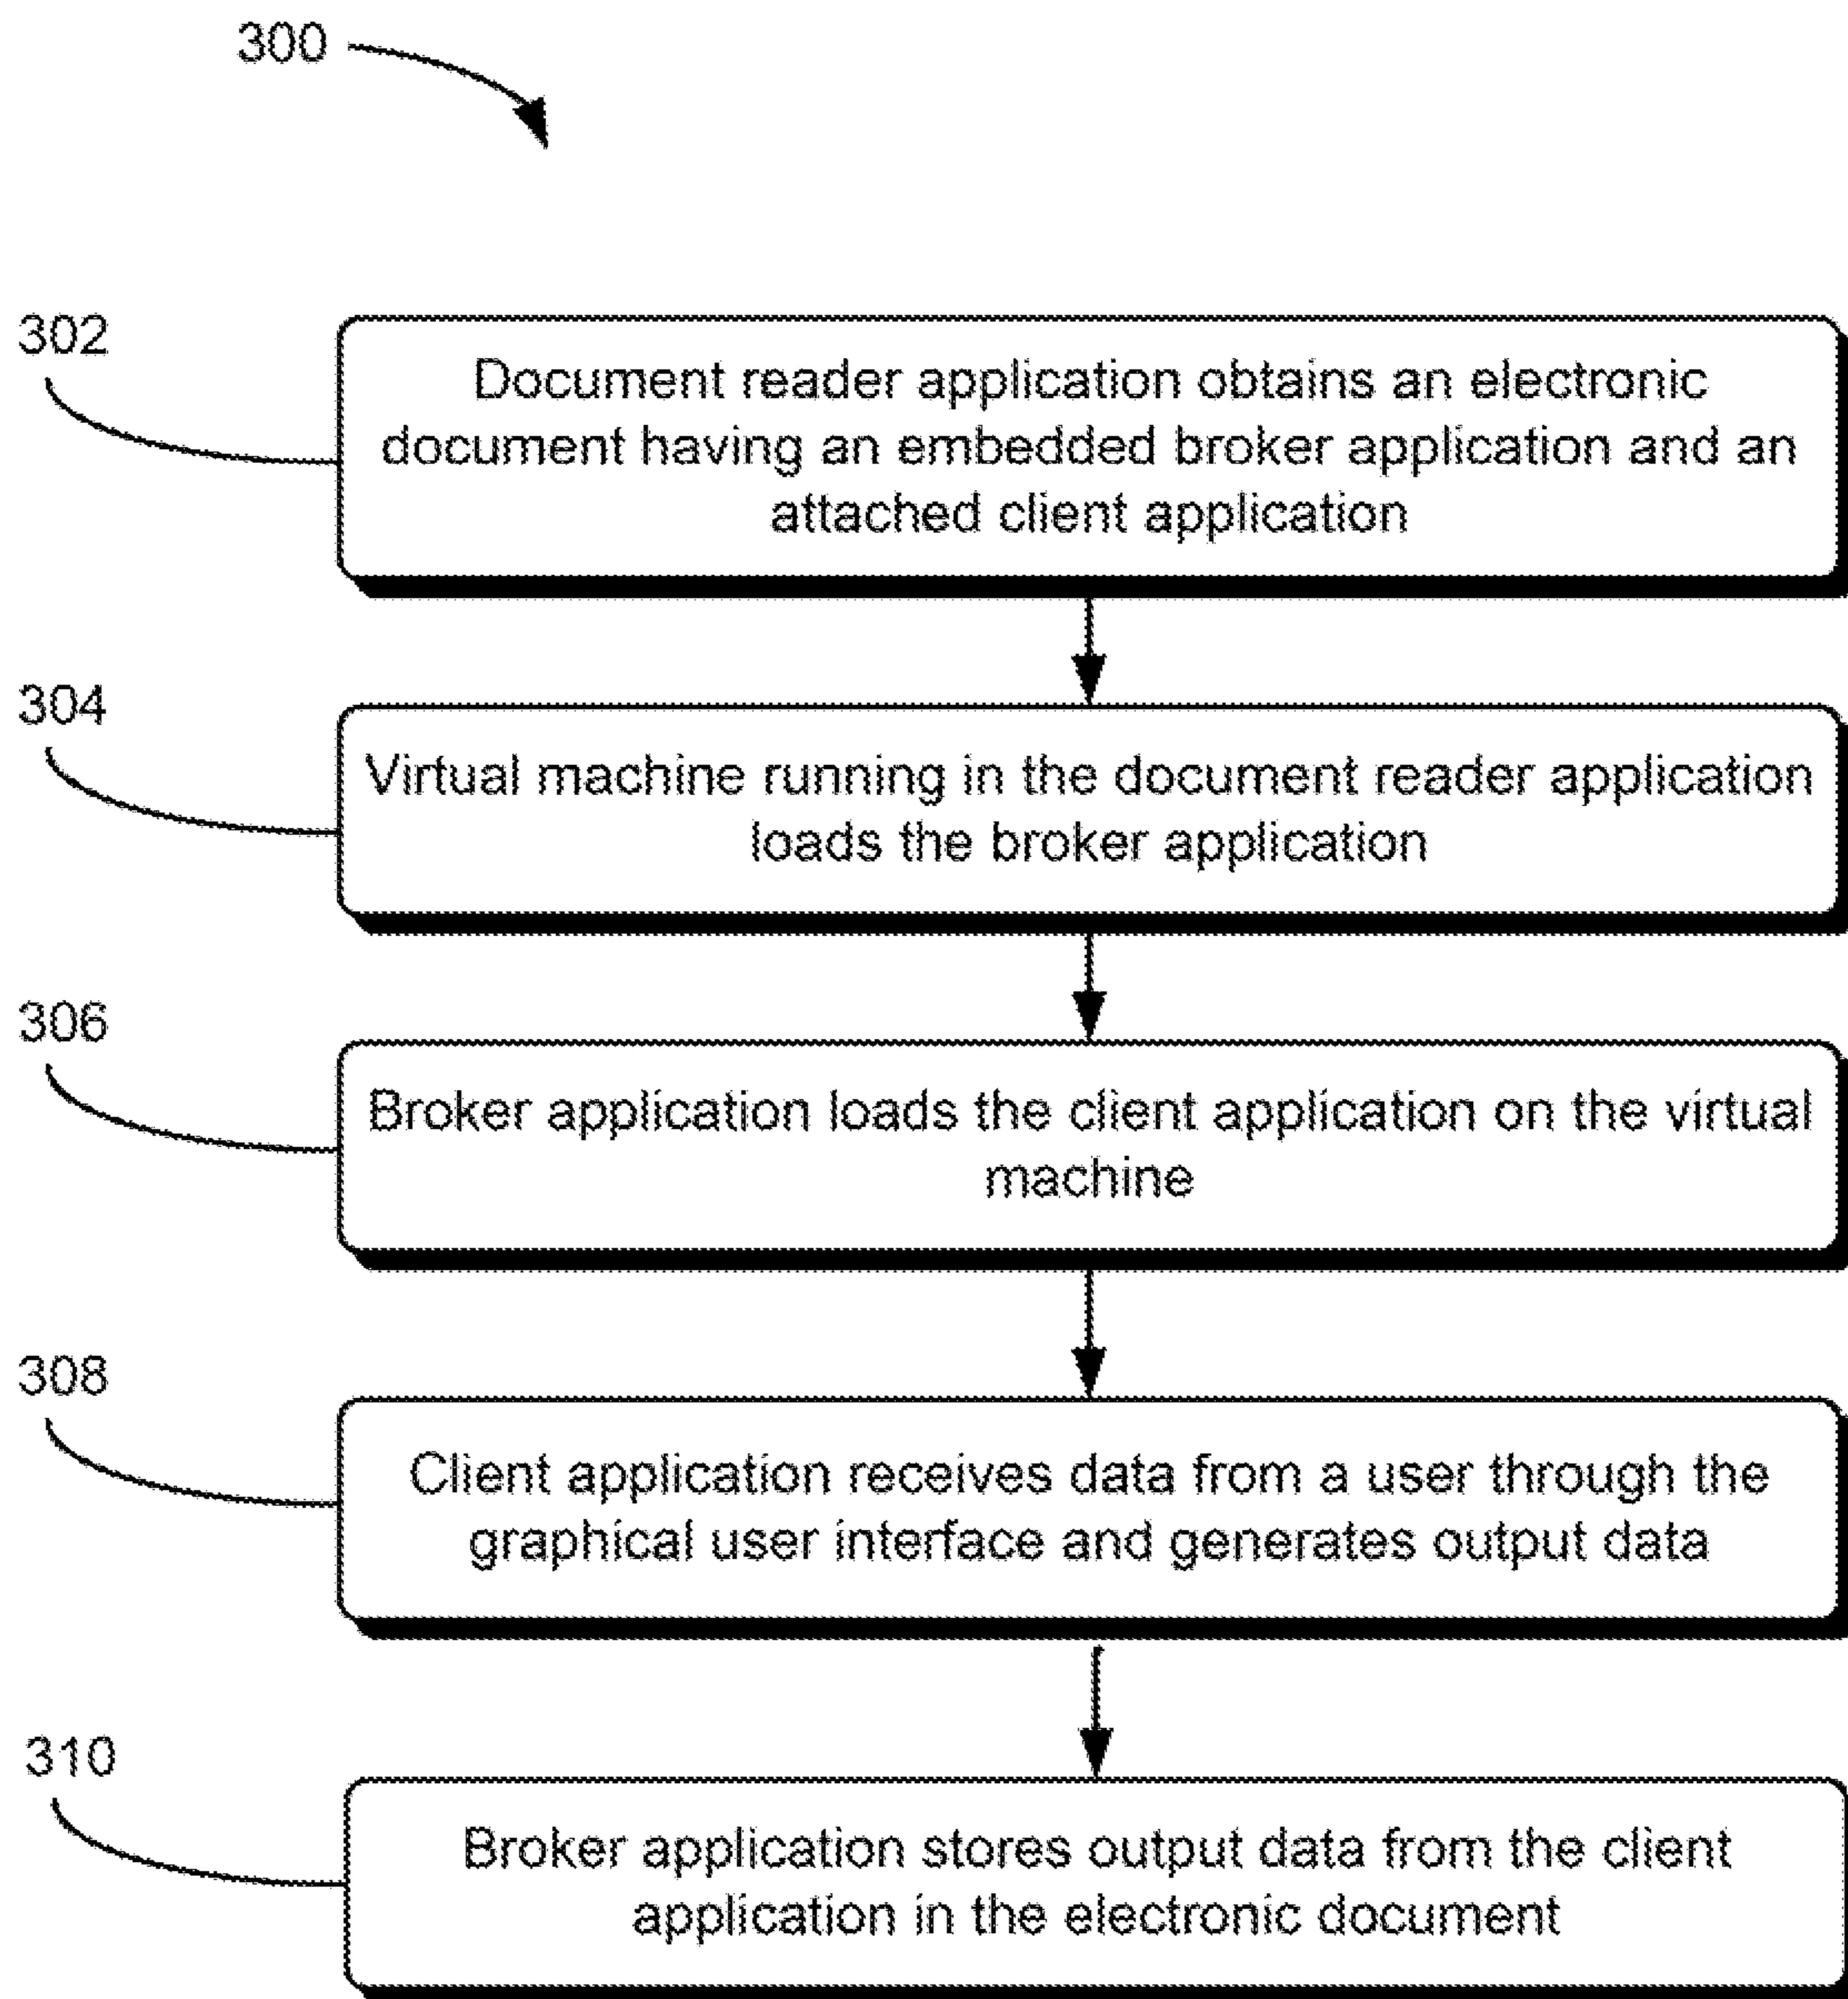 300
302
Document reader application obtains an electronic
document having an embedded broker application and an
attached client application
304
Virtual machine running in the document reader application
loads the broker application
306
Broker application loads the client application on the virtual
machine
308
Client application receives data from a user through the
graphical user interface and generates output data
310
Broker application stores output data from the client
application in the electronic document